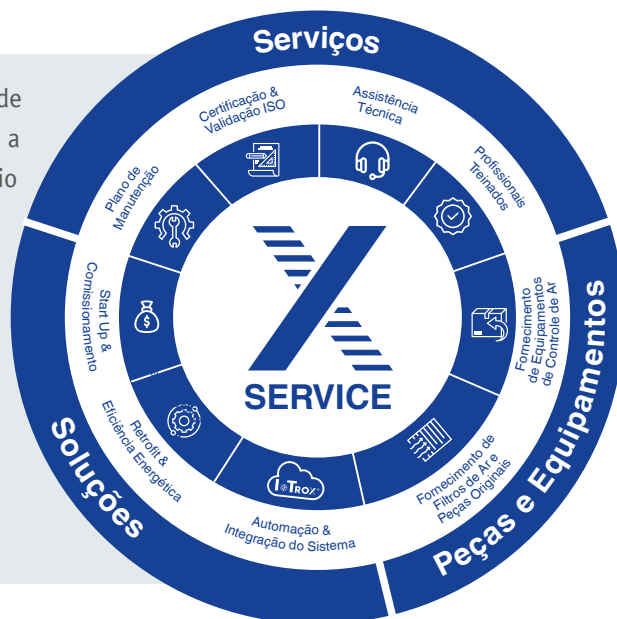 de
a
io
Serviços
Certificação &
Validação ISO
Assistência
Técnica
Profissionais
Treinados
Plano de
Manutenção
Start Up &
Comissionamento
Retrofit &
Eficiência Energética
Automação &
Integração do Sistema
Fornecimento de
Filtros de Ar e
Peças Originais
Fornecimento
de Equipamentos
de Controle de Ar
Soluções
Peças e Equipamentos
X
SERVICE
$
IoTROX